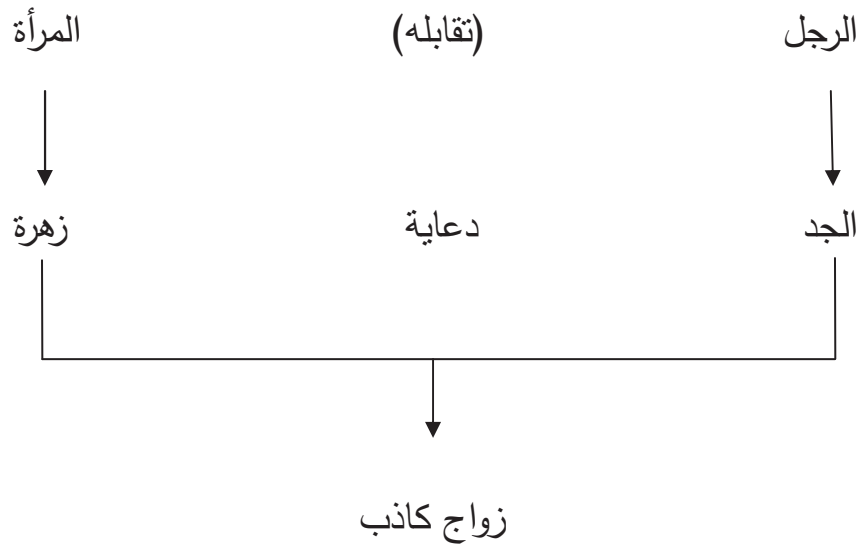 الرجل (تقابله) المرأة
الجد دعاية زهرة
زواج كاذب